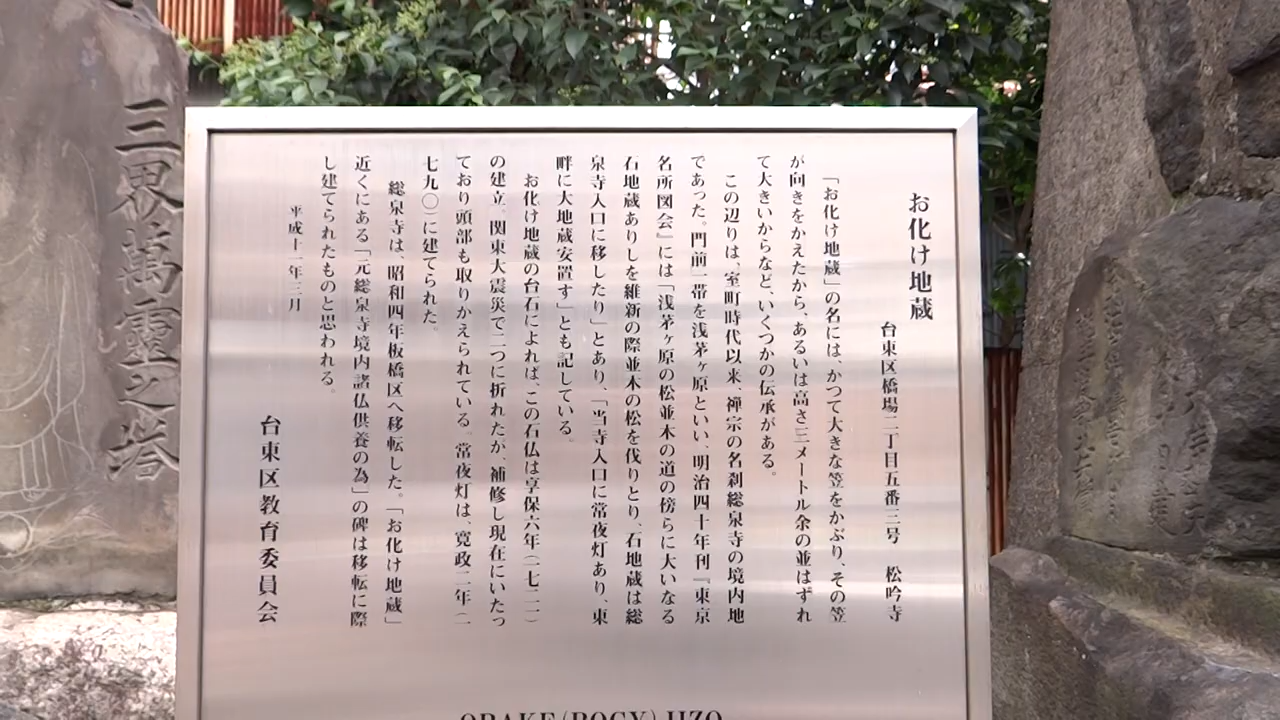 お化け地蔵
台東区橋場二丁目五番三号　松吟寺
「お化け地蔵」の名には、かつて大きな笠をかぶり、その笠
が向きをかえたから、あるいは高さ三メートル余の並はずれ
て大きいからなど、いくつかの伝承がある。
この辺りは、室町時代以来、禅宗の名刹総泉寺の境内地
であった。門前一帯を浅茅ヶ原といい、明治四十年刊『東京
名所図会』には「浅茅ヶ原の松並木の道の傍らに大いなる
石地蔵ありしを維新の際並木の松を伐りとり、石地蔵は総
泉寺入口に移したり」とあり、「当寺入口に常夜灯あり、東
畔に大地蔵安置す」とも記している。
お化け地蔵の台石によれば、この石仏は享保六年（一七二一）
の建立。関東大震災で二つに折れたが、補修し現在にいたっ
ており頭部も取りかえられている。常夜灯は、寛政二年（一
七九〇）に建てられた。
総泉寺は、昭和四年板橋区へ移転した。「お化け地蔵」
近くにある「元総泉寺境内諸仏供養の為」の碑は移転に際
し建てられたものと思われる。
平成十一年三月
台東区教育委員会
OBAKE (BOGY) JIZO
三界萬靈之塔